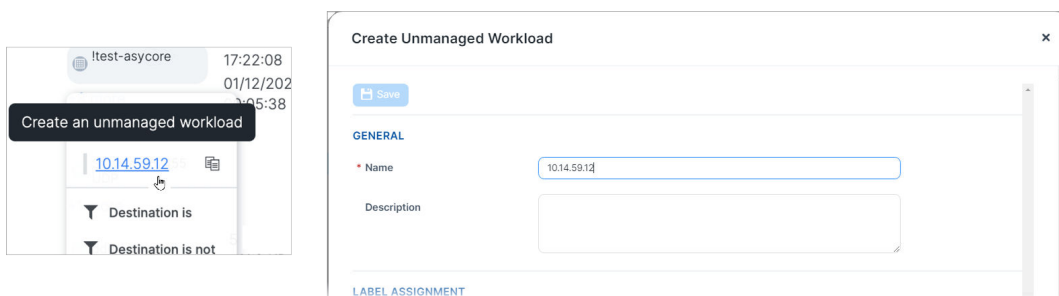 !test-asycore
17:22:08
01/12/202
:05:38
Create an unmanaged workload
10.14.59.12
Destination is
Destination is not
Create Unmanaged Workload
×
Save
GENERAL
* Name
10.14.59.12
Description
LABEL ASSIGNMENT